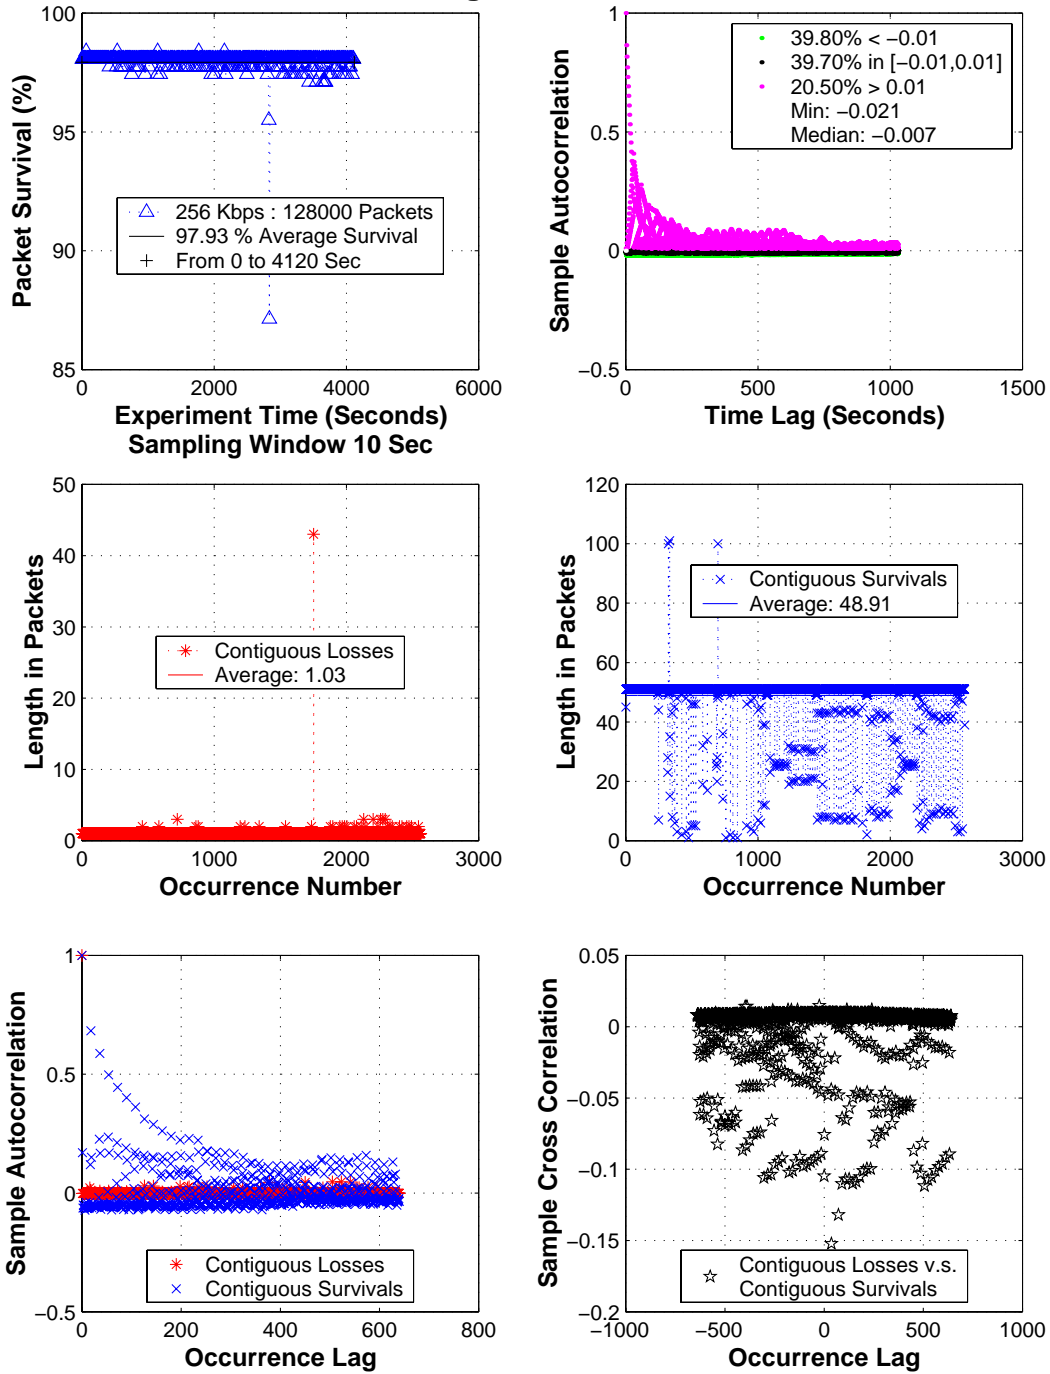 100
95
90
85
0
2000
4000
6000
Packet Survival (%)
256 Kbps : 128000 Packets
97.93 % Average Survival
From 0 to 4120 Sec
Experiment Time (Seconds)
Sampling Window 10 Sec
1
0.5
0
−0.5
0
500
1000
1500
Sample Autocorrelation
39.80% < −0.01
39.70% in [−0.01,0.01]
20.50% > 0.01
Min: −0.021
Median: −0.007
Time Lag (Seconds)
50
40
30
20
10
0
0
1000
2000
3000
Length in Packets
Contiguous Losses
Average: 1.03
Occurrence Number
120
100
80
60
40
20
0
0
1000
2000
3000
Length in Packets
Contiguous Survivals
Average: 48.91
Occurrence Number
1
0.5
0
−0.5
0
200
400
600
800
Sample Autocorrelation
Contiguous Losses
Contiguous Survivals
Occurrence Lag
0.05
0
−0.05
−0.1
−0.15
−0.2
−1000
−500
0
500
1000
Sample Cross Correlation
Contiguous Losses v.s.
Contiguous Survivals
Occurrence Lag